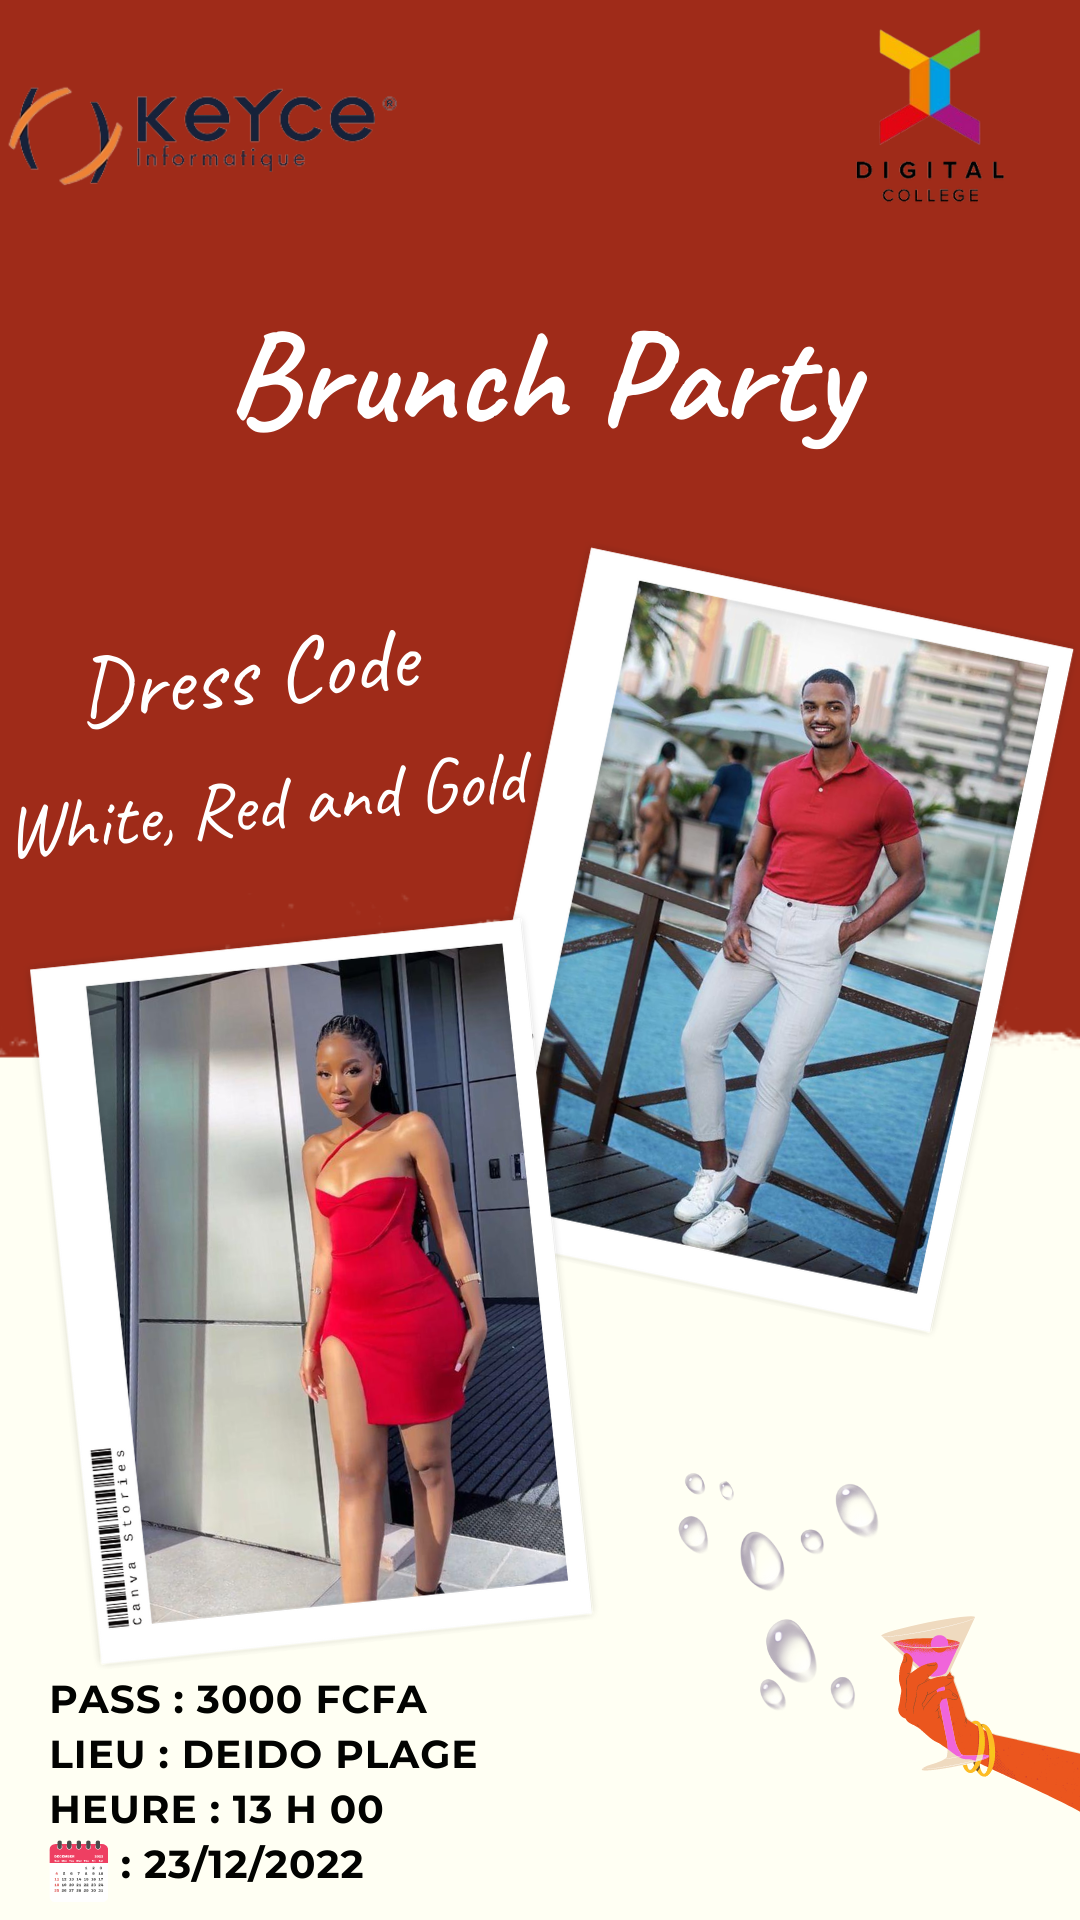 KEYCE ®
Informatique
DIGITAL
COLLEGE
Brunch Party
Dress Code
White, Red and Gold
Canva Stories
PASS : 3000 FCFA
LIEU : DEIDO PLAGE
HEURE : 13 H 00
: 23/12/2022